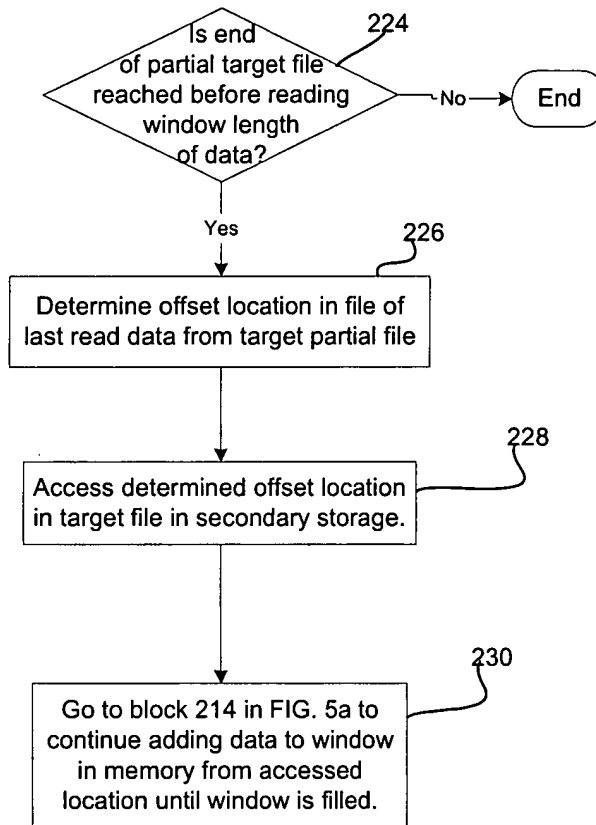 224
Is end
of partial target file
reached before reading
window length
of data?
No
End
Yes
226
Determine offset location in file of
last read data from target partial file
228
Access determined offset location
in target file in secondary storage.
230
Go to block 214 in FIG. 5a to
continue adding data to window
in memory from accessed
location until window is filled.